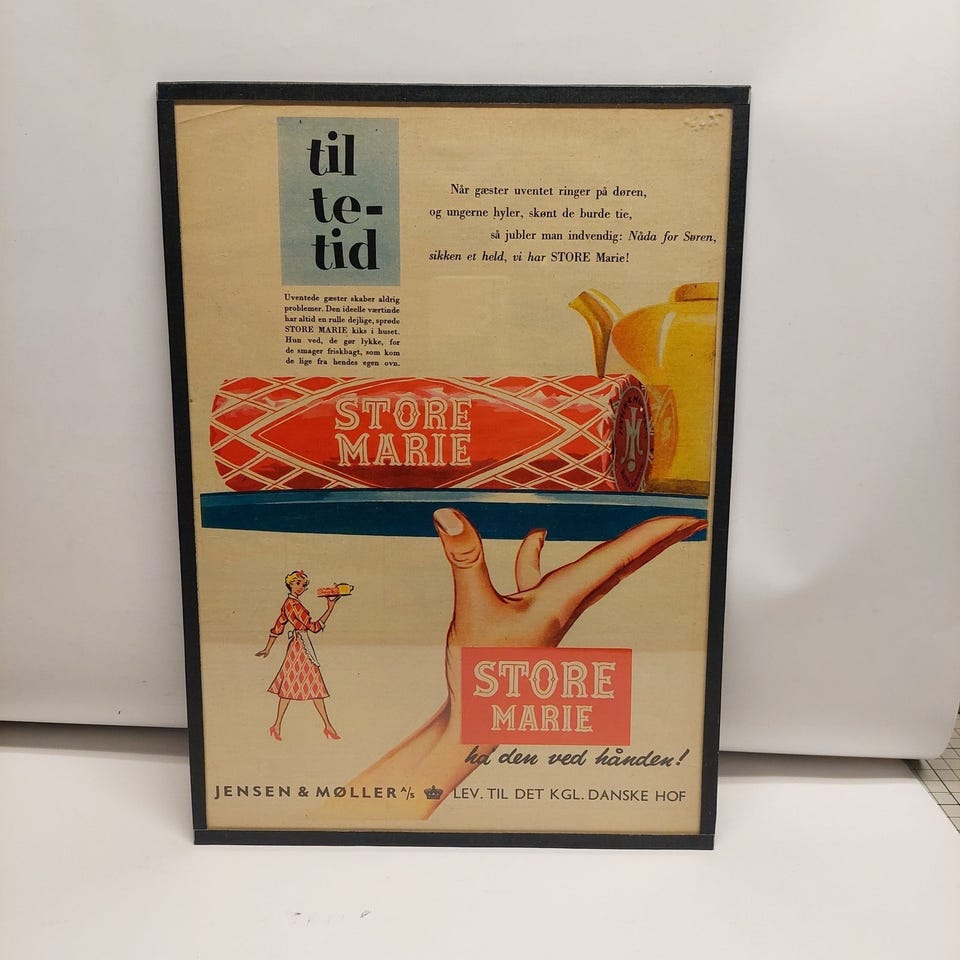 til
te-
tid
Når gæster uventet ringer på døren,
og ungerne hyler, skønt de burde tie,
så jubler man indvendig: Nåda for Søren,
sikken et held, vi har STORE Marie!
Uventede gæster skaber aldrig
problemer. Den ideelle værtinde
har altid en rulle dejlige, sprøde
STORE MARIE kiks i huset.
Hun ved, de gør lykke, for
de smager friskbagt, som kom
de lige fra hendes egen ovn.
STORE
MARIE
STORE
MARIE
ha' den ved hånden!
JENSEN & MØLLER A/S LEV. TIL DET KGL. DANSKE HOF